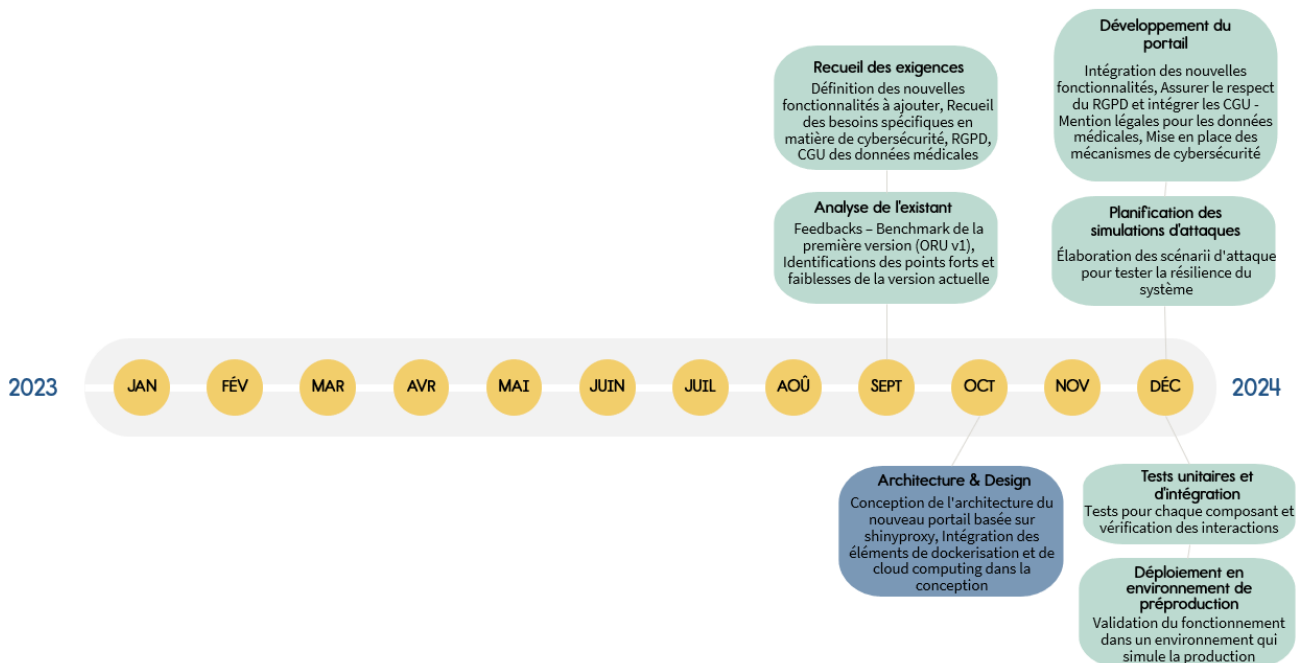 Développement du
portail
Intégration des nouvelles
fonctionnalités, Assurer le respect
du RGPD et intégrer les CGU -
Mention légales pour les données
médicales, Mise en place des
mécanismes de cybersécurité
Recueil des exigences
Définition des nouvelles
fonctionnalités à ajouter, Recueil
des besoins spécifiques en
matière de cybersécurité, RGPD,
CGU des données médicales
Analyse de l'existant
Feedbacks – Benchmark de la
première version (ORU v1),
Identifications des points forts et
faiblesses de la version actuelle
Planification des
simulations d'attaques
Élaboration des scénarii d'attaque
pour tester la résilience du
système
2023 JAN FÉV MAR AVR MAI JUIN JUIL AOÛ SEPT OCT NOV DÉC 2024
Architecture & Design
Conception de l'architecture du
nouveau portail basée sur
shinyproxy, Intégration des
éléments de dockerisation et de
cloud computing dans la
conception
Tests unitaires et
d'intégration
Tests pour chaque composant et
vérification des interactions
Déploiement en
environnement de
préproduction
Validation du fonctionnement
dans un environnement qui
simule la production